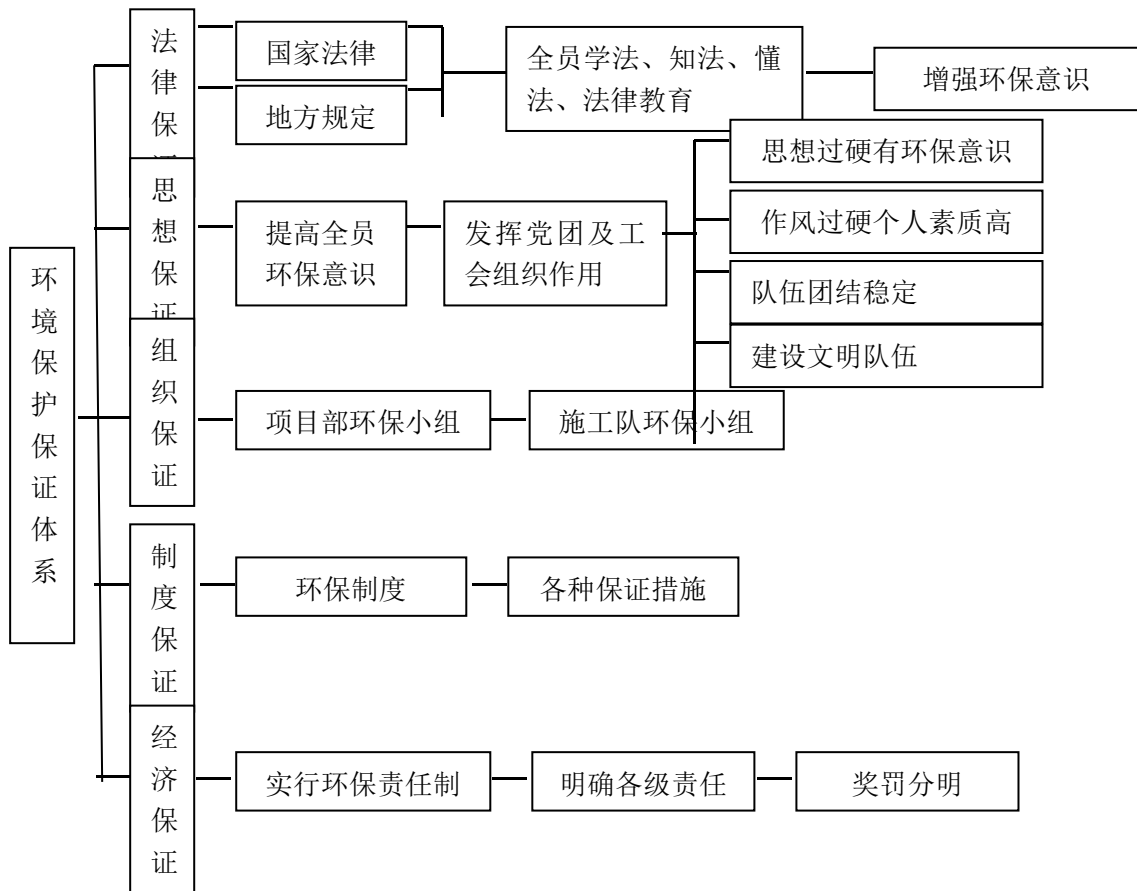 环境保护保证体系
法律保证
国家法律
地方规定
全员学法、知法、懂
法、法律教育
增强环保意识
思想保证
提高全员
环保意识
发挥党团及工
会组织作用
思想过硬有环保意识
作风过硬个人素质高
队伍团结稳定
建设文明队伍
组织保证
项目部环保小组
施工队环保小组
制度保证
环保制度
各种保证措施
经济保证
实行环保责任制
明确各级责任
奖罚分明